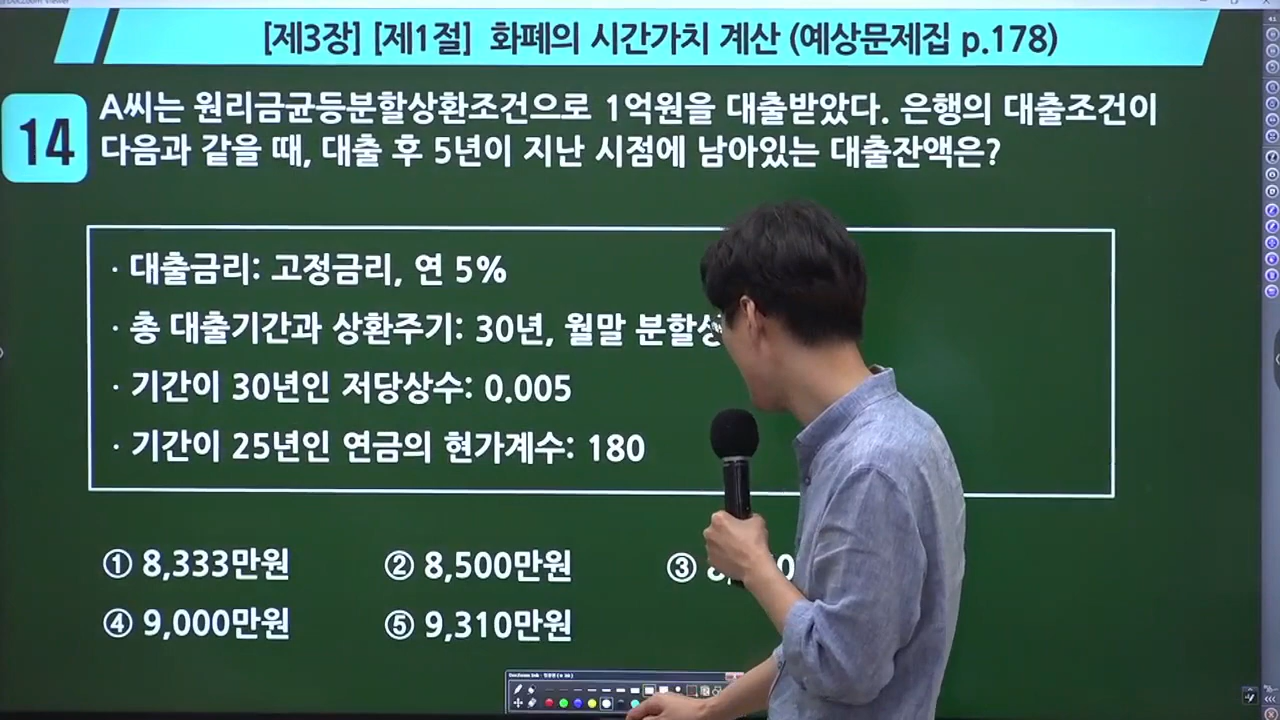 [제3장] [제1절] 화폐의 시간가치 계산 (예상문제집 p.178)
14
A씨는 원리금균등분할상환조건으로 1억원을 대출받았다. 은행의 대출조건이
다음과 같을 때, 대출 후 5년이 지난 시점에 남아있는 대출잔액은?
· 대출금리: 고정금리, 연 5%
· 총 대출기간과 상환주기: 30년, 월말 분할
· 기간이 30년인 저당상수: 0.005
· 기간이 25년인 연금의 현가계수: 180
① 8,333만원 ② 8,500만원 ③
④ 9,000만원 ⑤ 9,310만원